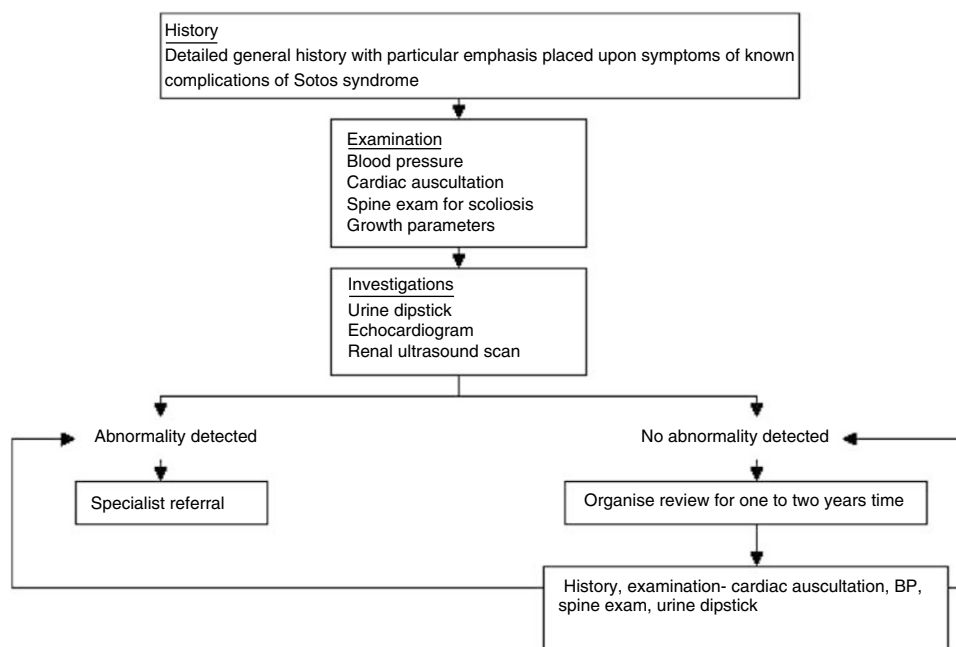 History
Detailed general history with particular emphasis placed upon symptoms of known
complications of Sotos syndrome
Examination
Blood pressure
Cardiac auscultation
Spine exam for scoliosis
Growth parameters
Investigations
Urine dipstick
Echocardiogram
Renal ultrasound scan
Abnormality detected
No abnormality detected
Specialist referral
Organise review for one to two years time
History, examination- cardiac auscultation, BP,
spine exam, urine dipstick